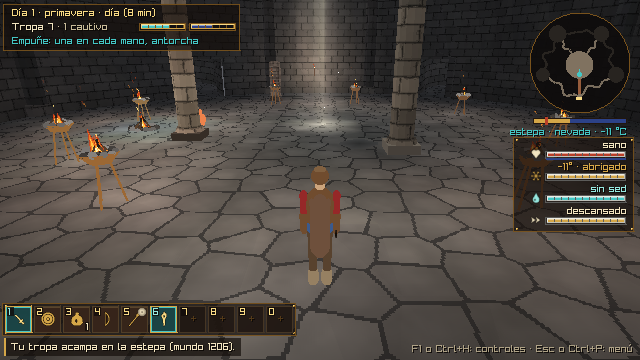 Día 1 · primavera · día (8 min)
Tropa 7 · 1 cautivo
Empuñe: una en cada mano, antorcha
estepa · nevada · -11 °C
sano
-11° · abrigado
sin sed
descansado
1 2 3 4 5 6 7 8 9 0
1
Tu tropa acampa en la estepa (mundo 1206).
F1 o Ctrl+H: controles · Esc o Ctrl+P: menú